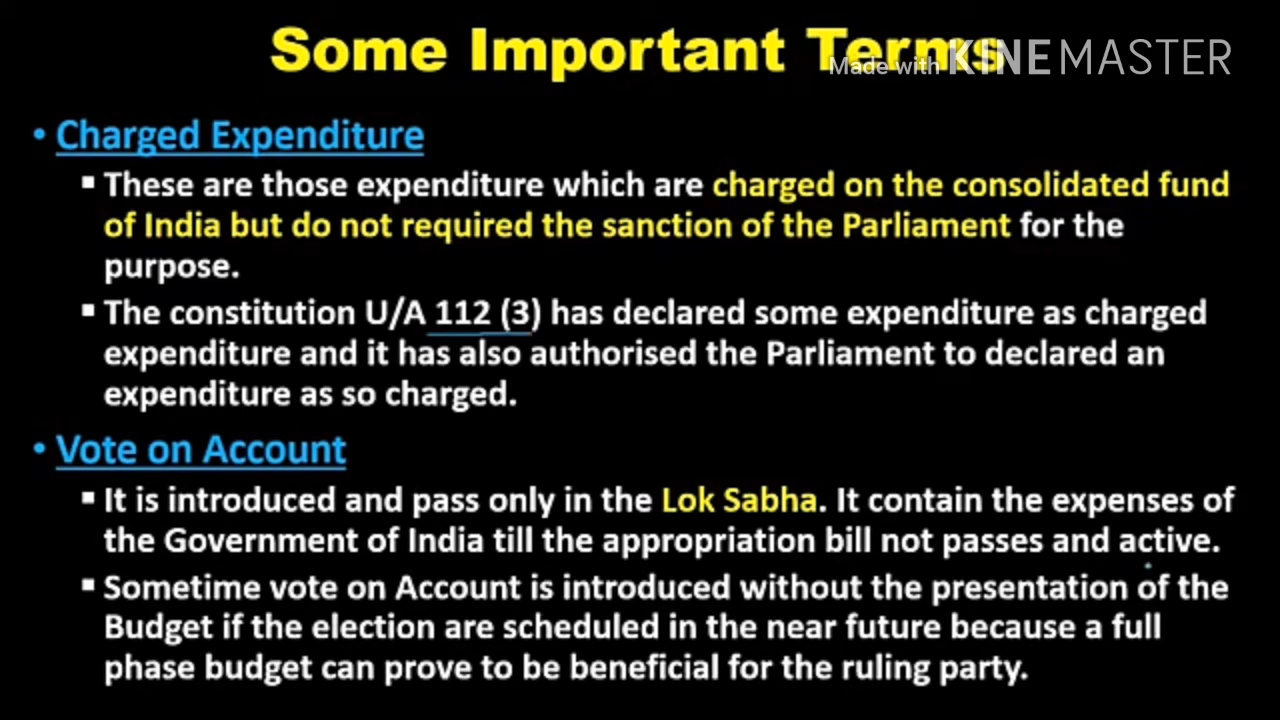 Some Important Terms
Made with KINEMASTER
• Charged Expenditure
▪ These are those expenditure which are charged on the consolidated fund
of India but do not required the sanction of the Parliament for the
purpose.
▪ The constitution U/A 112 (3) has declared some expenditure as charged
expenditure and it has also authorised the Parliament to declared an
expenditure as so charged.
• Vote on Account
▪ It is introduced and pass only in the Lok Sabha. It contain the expenses of
the Government of India till the appropriation bill not passes and active.
▪ Sometime vote on Account is introduced without the presentation of the
Budget if the election are scheduled in the near future because a full
phase budget can prove to be beneficial for the ruling party.